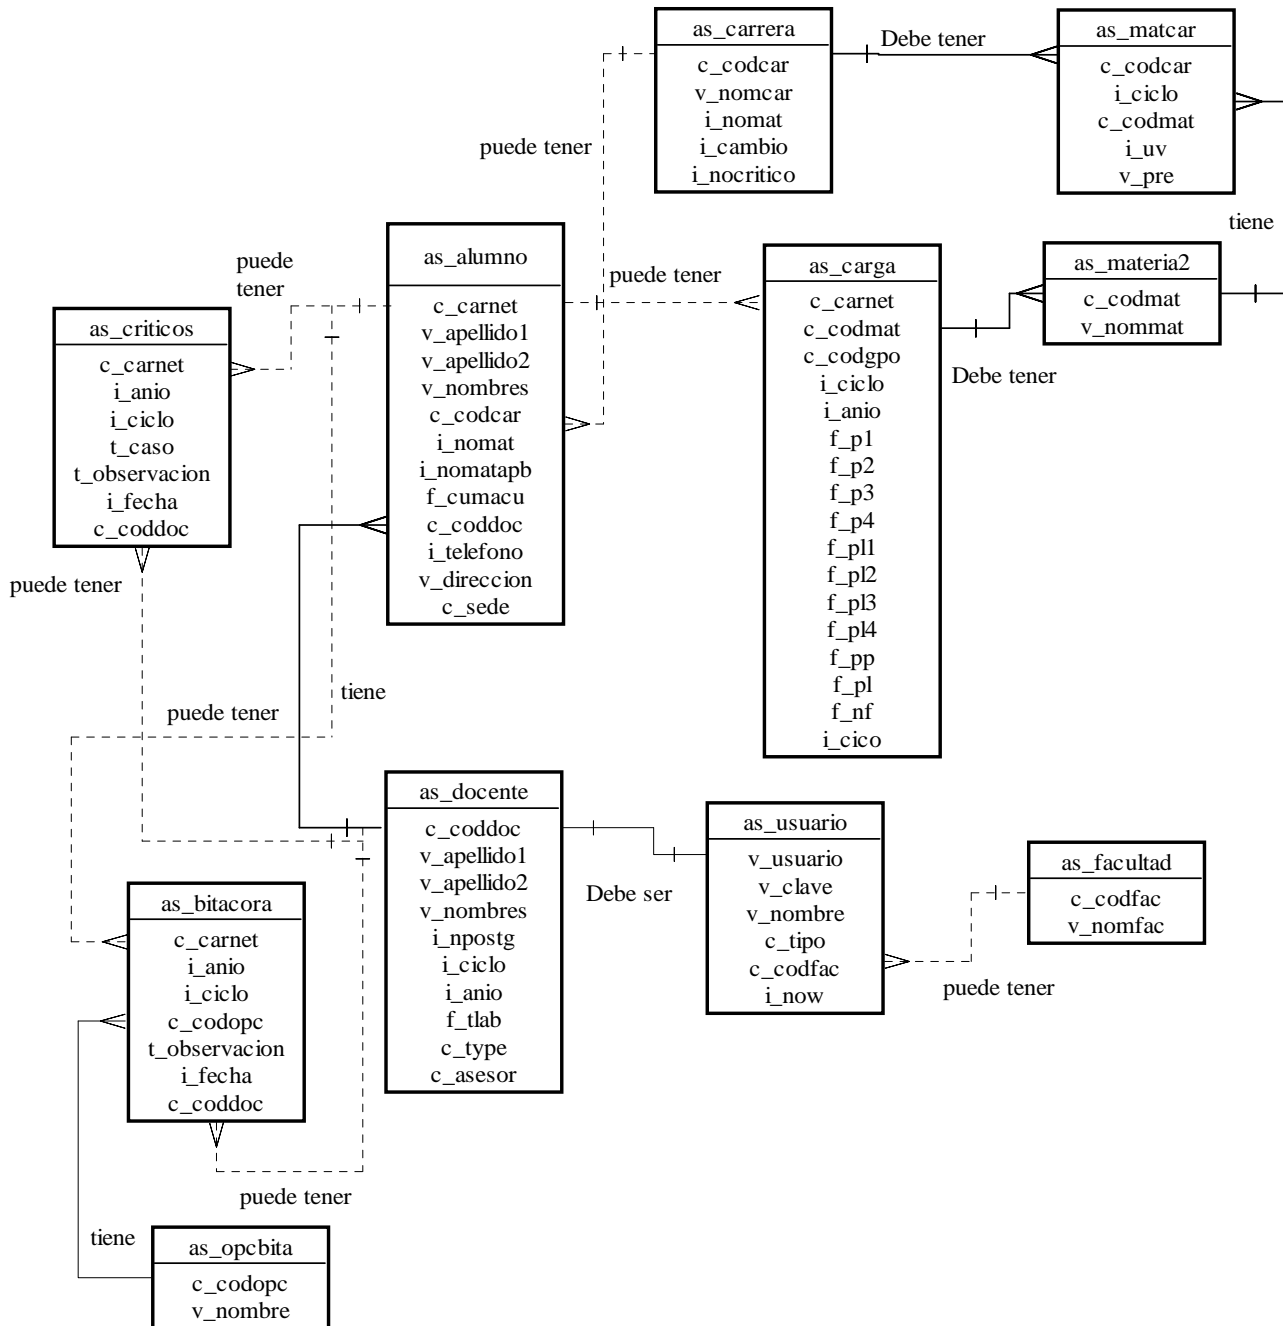 as_carrera
c_codcar
v_nomcar
i_nomat
i_cambio
i_nocritico
Debe tener
as_matcar
c_codcar
i_ciclo
c_codmat
i_uv
v_pre
puede tener
tiene
as_alumno
c_carnet
v_apellido1
v_apellido2
v_nombres
c_codcar
i_nomat
i_nomatapb
f_cumacu
c_coddoc
i_telefono
v_direccion
c_sede
puede
tener
puede tener
as_carga
c_carnet
c_codmat
c_codgpo
i_ciclo
i_anio
f_p1
f_p2
f_p3
f_p4
f_pl1
f_pl2
f_pl3
f_pl4
f_pp
f_pl
f_nf
i_cico
as_materia2
c_codmat
v_nommat
Debe tener
as_criticos
c_carnet
i_anio
i_ciclo
t_caso
t_observacion
i_fecha
c_coddoc
puede tener
tiene
puede tener
as_docente
c_coddoc
v_apellido1
v_apellido2
v_nombres
i_npostg
i_ciclo
i_anio
f_tlab
c_type
c_asesor
Debe ser
as_usuario
v_usuario
v_clave
v_nombre
c_tipo
c_codfac
i_now
as_facultad
c_codfac
v_nomfac
puede tener
as_bitacora
c_carnet
i_anio
i_ciclo
c_codopc
t_observacion
i_fecha
c_coddoc
puede tener
tiene
as_opcbita
c_codopc
v_nombre